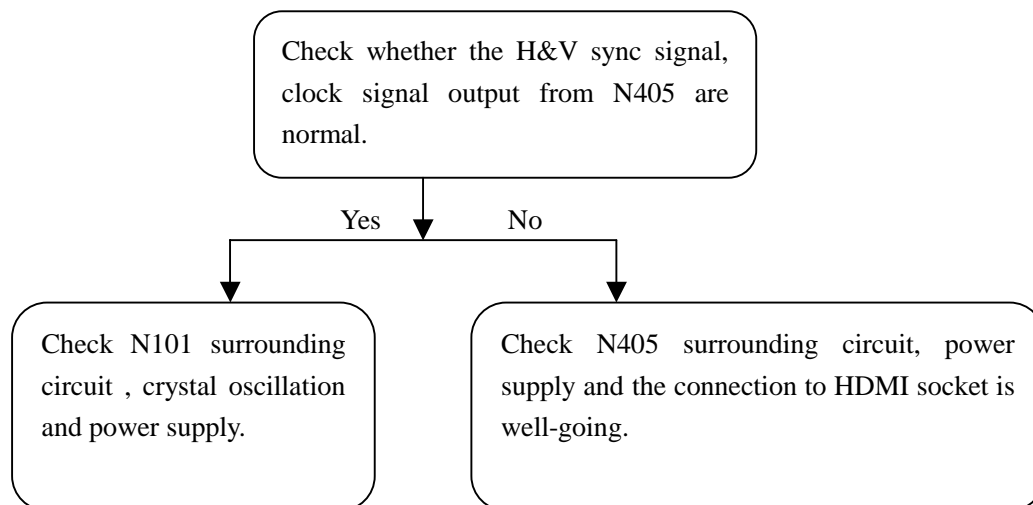 Check whether the H&V sync signal,
clock signal output from N405 are
normal.
Yes
No
Check N101 surrounding
circuit , crystal oscillation
and power supply.
Check N405 surrounding circuit, power
supply and the connection to HDMI socket is
well-going.